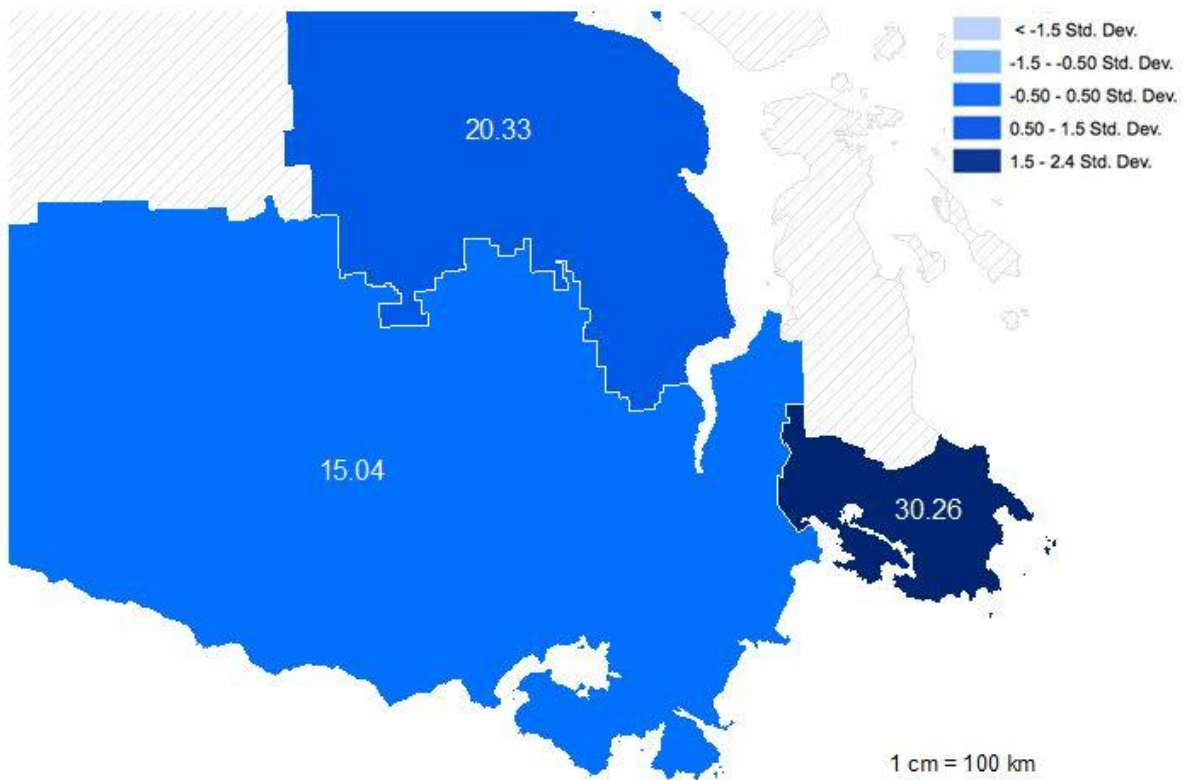 < -1.5 Std. Dev.
-1.5 - -0.50 Std. Dev.
-0.50 - 0.50 Std. Dev.
0.50 - 1.5 Std. Dev.
1.5 - 2.4 Std. Dev.
20.33
15.04
30.26
1 cm = 100 km